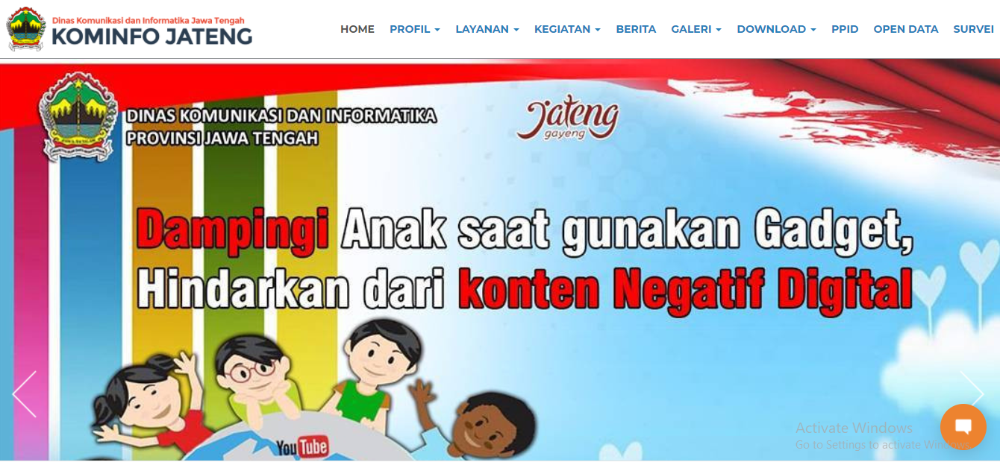 Dinas Komunikasi dan Informatika Jawa Tengah
KOMINFO JATENG
HOME PROFIL LAYANAN KEGIATAN BERITA GALERI DOWNLOAD PPID OPEN DATA SURVEI
DINAS KOMUNIKASI DAN INFORMATIKA
PROVINSI JAWA TENGAH
Jateng
gayeng
Dampingi Anak saat gunakan Gadget,
Hindarkan dari konten Negatif Digital
YouTube
Activate Windows
Go to Settings to activate Windows.